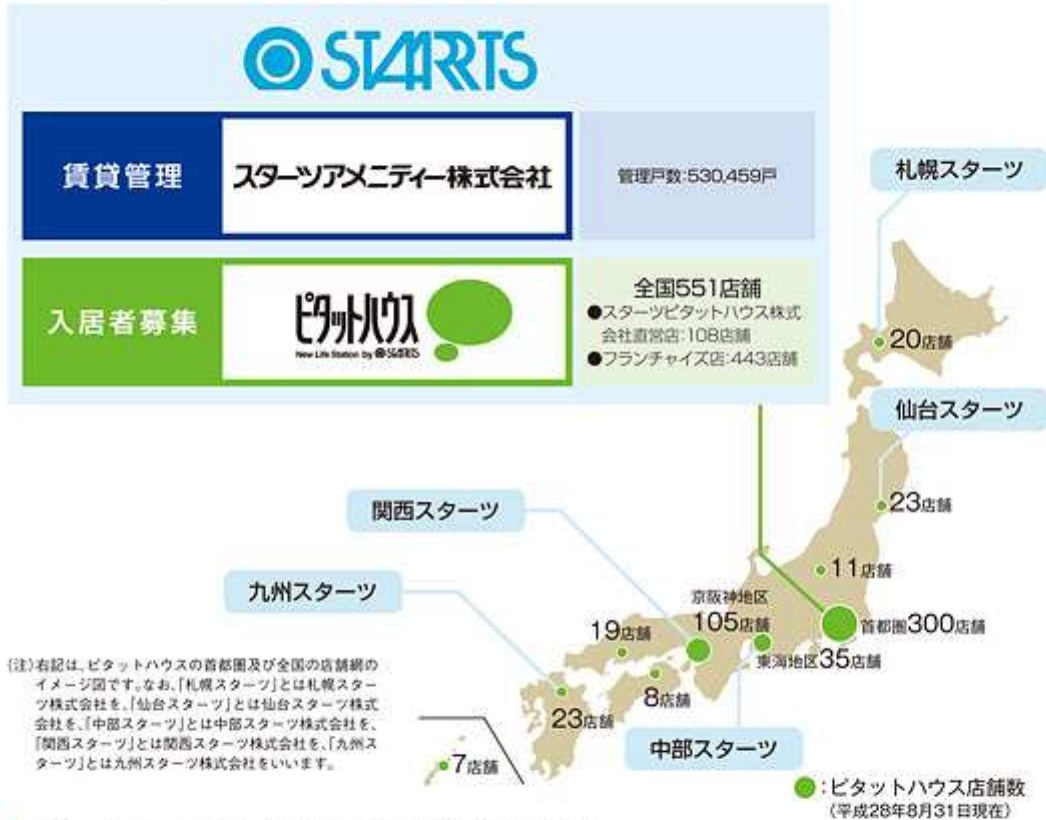 STARTS
賃貸管理
スターツアメニティー株式会社
管理戸数:530,459戸
入居者募集
ピタットハウス
New Life Station by STARTS
全国551店舗
●スターツピタットハウス株式
会社直営店:108店舗
●フランチャイズ店:443店舗
札幌スターツ
20店舗
仙台スターツ
23店舗
関西スターツ
11店舗
九州スターツ
京阪神地区
105店舗
19店舗
首都圏300店舗
東海地区35店舗
8店舗
23店舗
中部スターツ
7店舗
(注)右記は、ピタットハウスの首都圏及び全国の店舗網の
イメージ図です。なお、「札幌スターツ」とは札幌スター
ツ株式会社を、「仙台スターツ」とは仙台スターツ株式
会社を、「中部スターツ」とは中部スターツ株式会社を、
「関西スターツ」とは関西スターツ株式会社を、「九州ス
ターツ」とは九州スターツ株式会社をいいます。
●:ピタットハウス店舗数
(平成28年8月31日現在)